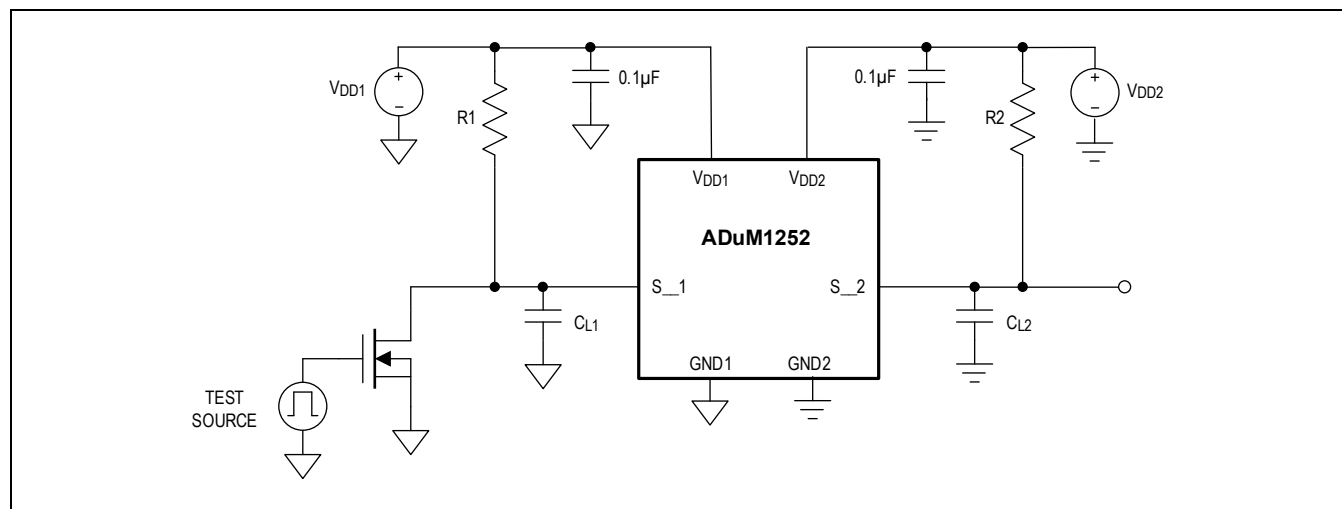 VDD1
R1
0.1µF
0.1µF
R2
VDD2
VDD1
VDD2
ADuM1252
S__1
S__2
CL1
CL2
GND1
GND2
TEST
SOURCE
+
−
+
−